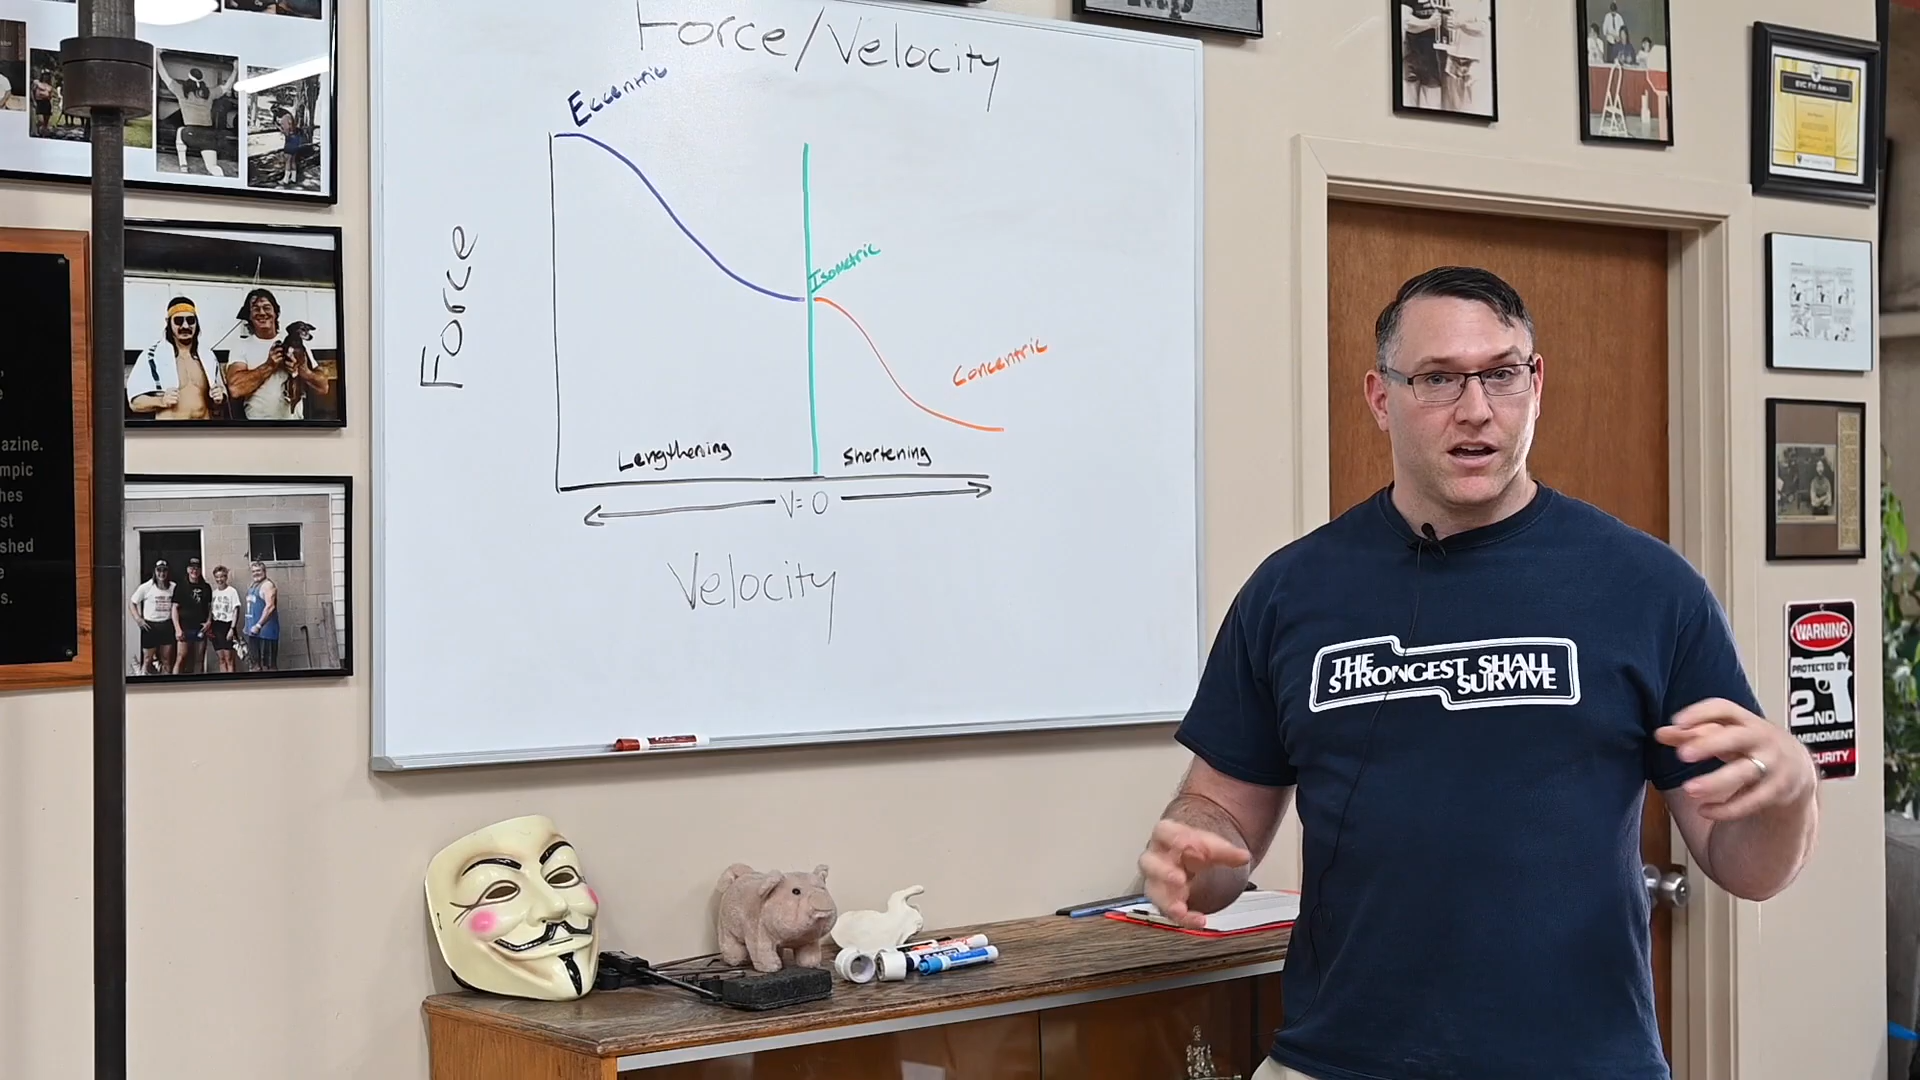 Force/Velocity
Eccentric
Isometric
Force
Concentric
Lengthening
Shortening
V=0
Velocity
THE
STRONGEST SHALL
SURVIVE
WARNING
PROTECTED BY
2ND
AMENDMENT
CURITY
azine.
mpic
hes
st
shed
e
s.